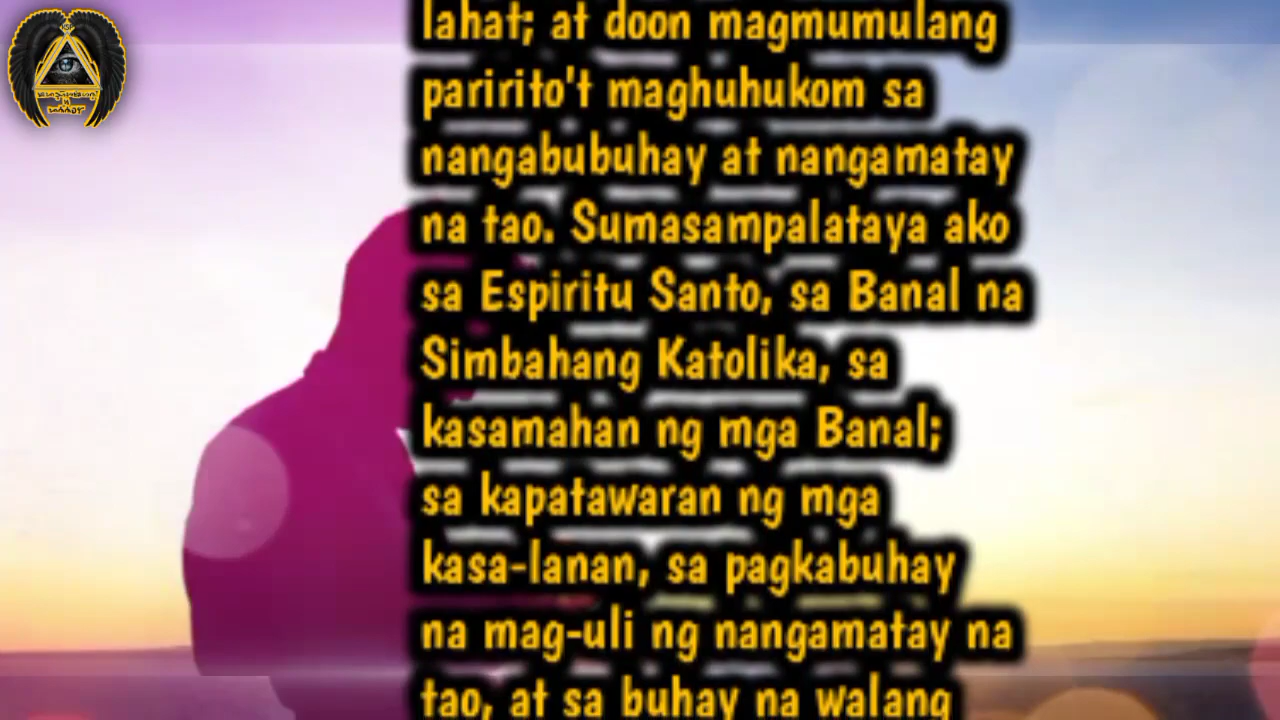 lahat; at doon magmumulang
paririto't maghuhukom sa
nangabubuhay at nangamatay
na tao. Sumasampalataya ako
sa Espiritu Santo, sa Banal na
Simbahang Katolika, sa
kasamahan ng mga Banal;
sa kapatawaran ng mga
kasa-lanan, sa pagkabuhay
na mag-uli ng nangamatay na
tao, at sa buhay na walang